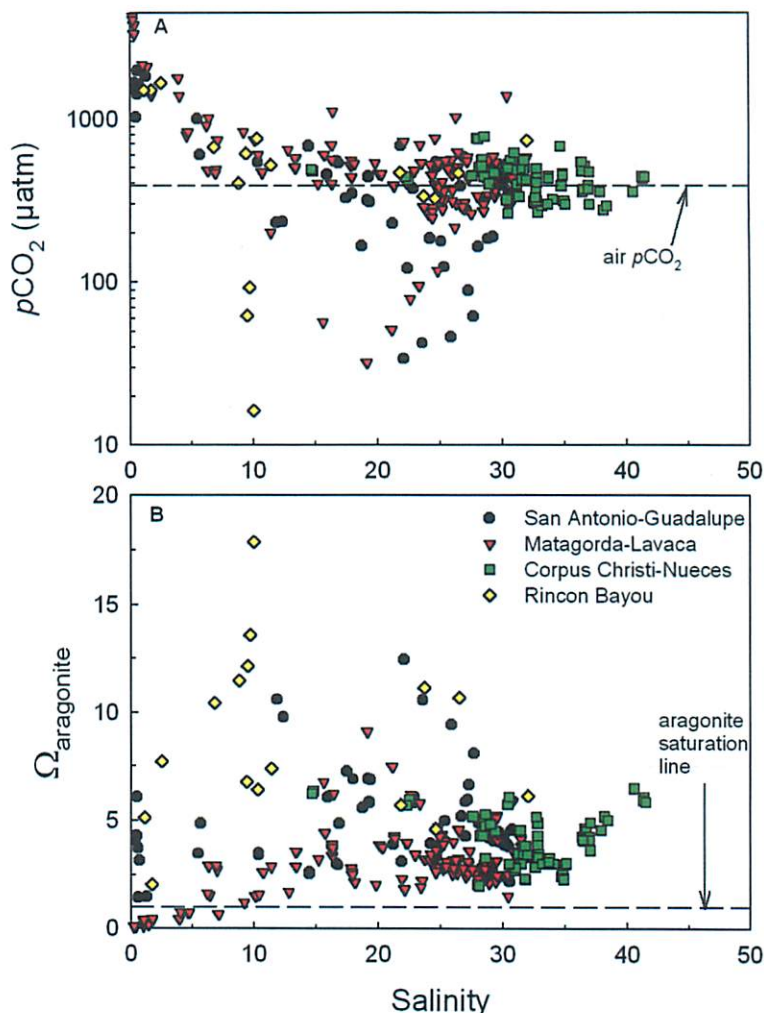 A
1000
100
10
pCO₂ (µatm)
air pCO₂
0 10 20 30 40 50
B
20
15
10
5
0
Ωaragonite
San Antonio-Guadalupe
Matagorda-Lavaca
Corpus Christi-Nueces
Rincon Bayou
aragonite
saturation
line
0 10 20 30 40 50
Salinity